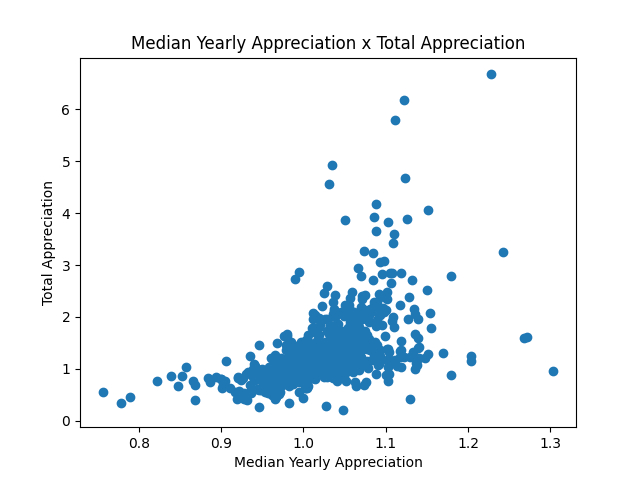 Median Yearly Appreciation x Total Appreciation
6
5
4
3
2
1
0
Total Appreciation
0.8 0.9 1.0 1.1 1.2 1.3
Median Yearly Appreciation